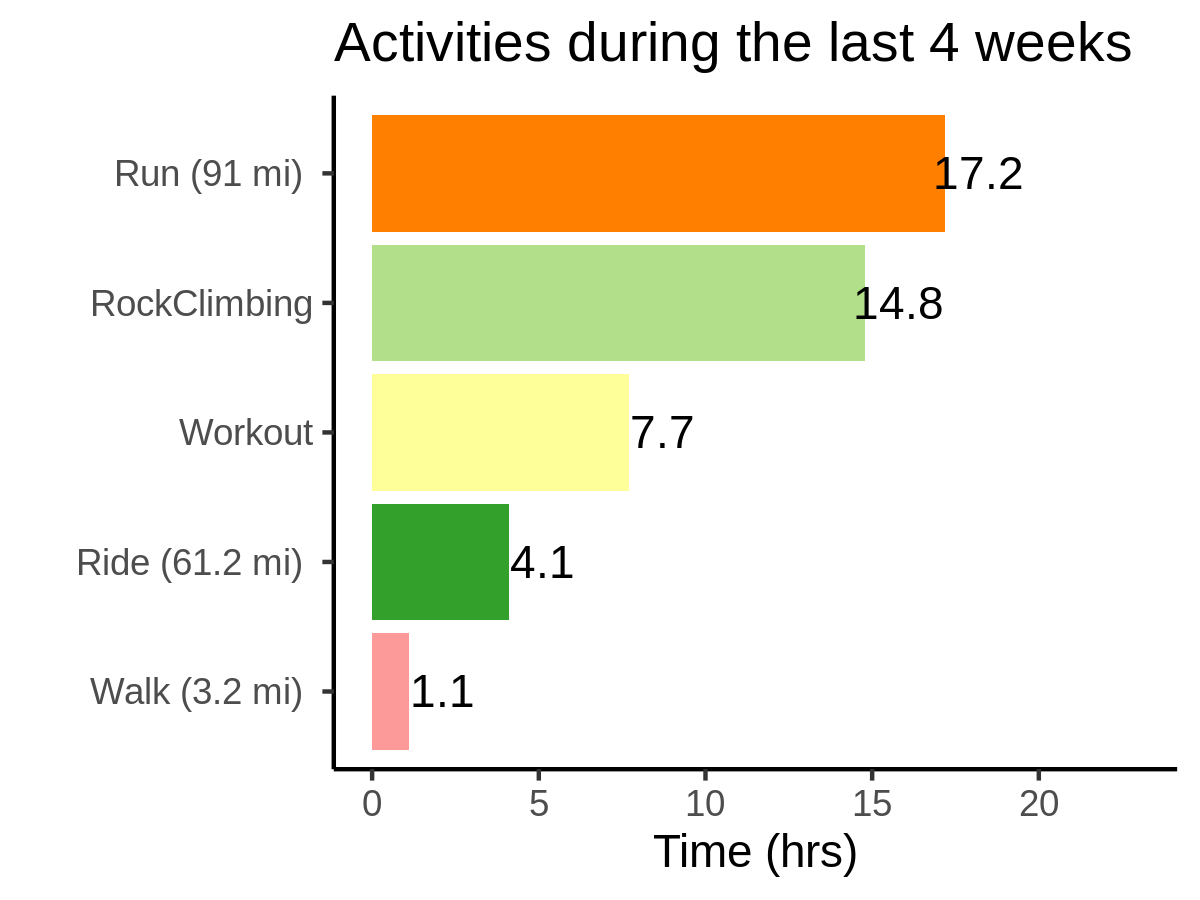 Activities during the last 4 weeks
Run (91 mi)
17.2
RockClimbing
14.8
Workout
7.7
Ride (61.2 mi)
4.1
Walk (3.2 mi)
1.1
0 5 10 15 20
Time (hrs)